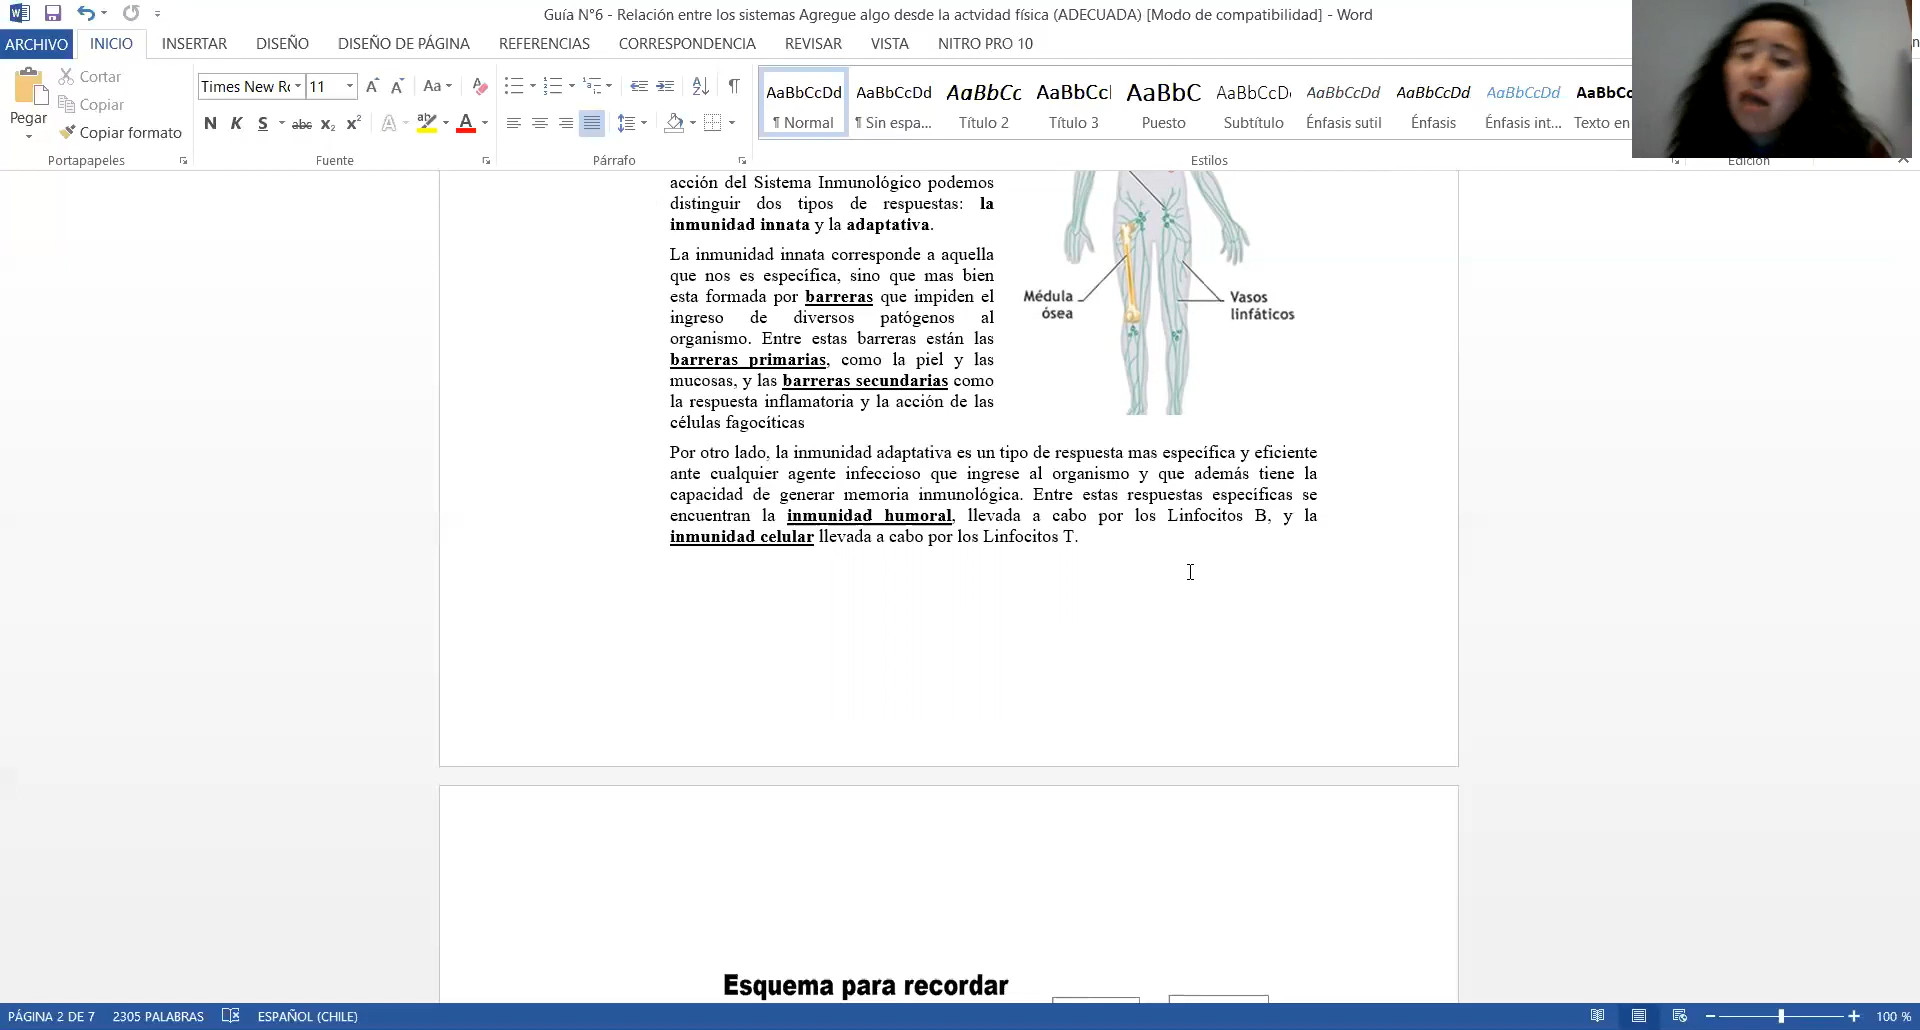 Guía N°6 - Relación entre los sistemas Agregue algo desde la actvidad física (ADECUADA) [Modo de compatibilidad] - Word
ARCHIVO INICIO INSERTAR DISEÑO DISEÑO DE PÁGINA REFERENCIAS CORRESPONDENCIA REVISAR VISTA NITRO PRO 10
Pegar
Cortar
Copiar
Copiar formato
Portapapeles
Times New Rc 11
Aa
N K S abc x₂ x² A ab A
Fuente
Párrafo
AaBbCcDd AaBbCcDd AaBbCc AaBbCcl AaBbC AaBbCcD AaBbCcDd AaBbCcDd AaBbCcDd AaBbCc
¶ Normal ¶ Sin espa... Título 2 Título 3 Puesto Subtítulo Énfasis sutil Énfasis Énfasis int... Texto en
Estilos
Edición
acción del Sistema Inmunológico podemos
distinguir dos tipos de respuestas: la
inmunidad innata y la adaptativa.
La inmunidad innata corresponde a aquella
que nos es específica, sino que mas bien
esta formada por barreras que impiden el
ingreso de diversos patógenos al
organismo. Entre estas barreras están las
barreras primarias, como la piel y las
mucosas, y las barreras secundarias como
la respuesta inflamatoria y la acción de las
células fagocíticas
Médula
ósea
Vasos
linfáticos
Por otro lado, la inmunidad adaptativa es un tipo de respuesta mas específica y eficiente
ante cualquier agente infeccioso que ingrese al organismo y que además tiene la
capacidad de generar memoria inmunológica. Entre estas respuestas específicas se
encuentran la inmunidad humoral, llevada a cabo por los Linfocitos B, y la
inmunidad celular llevada a cabo por los Linfocitos T.
Esquema para recordar
PÁGINA 2 DE 7 2305 PALABRAS ESPAÑOL (CHILE) 100 %